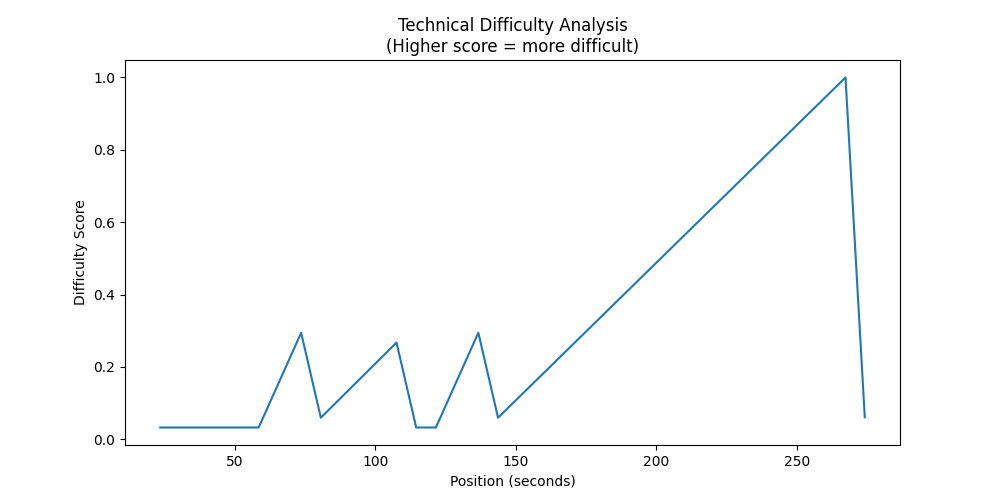 Technical Difficulty Analysis
(Higher score = more difficult)
1.0
0.8
0.6
0.4
0.2
0.0
Difficulty Score
50 100 150 200 250
Position (seconds)